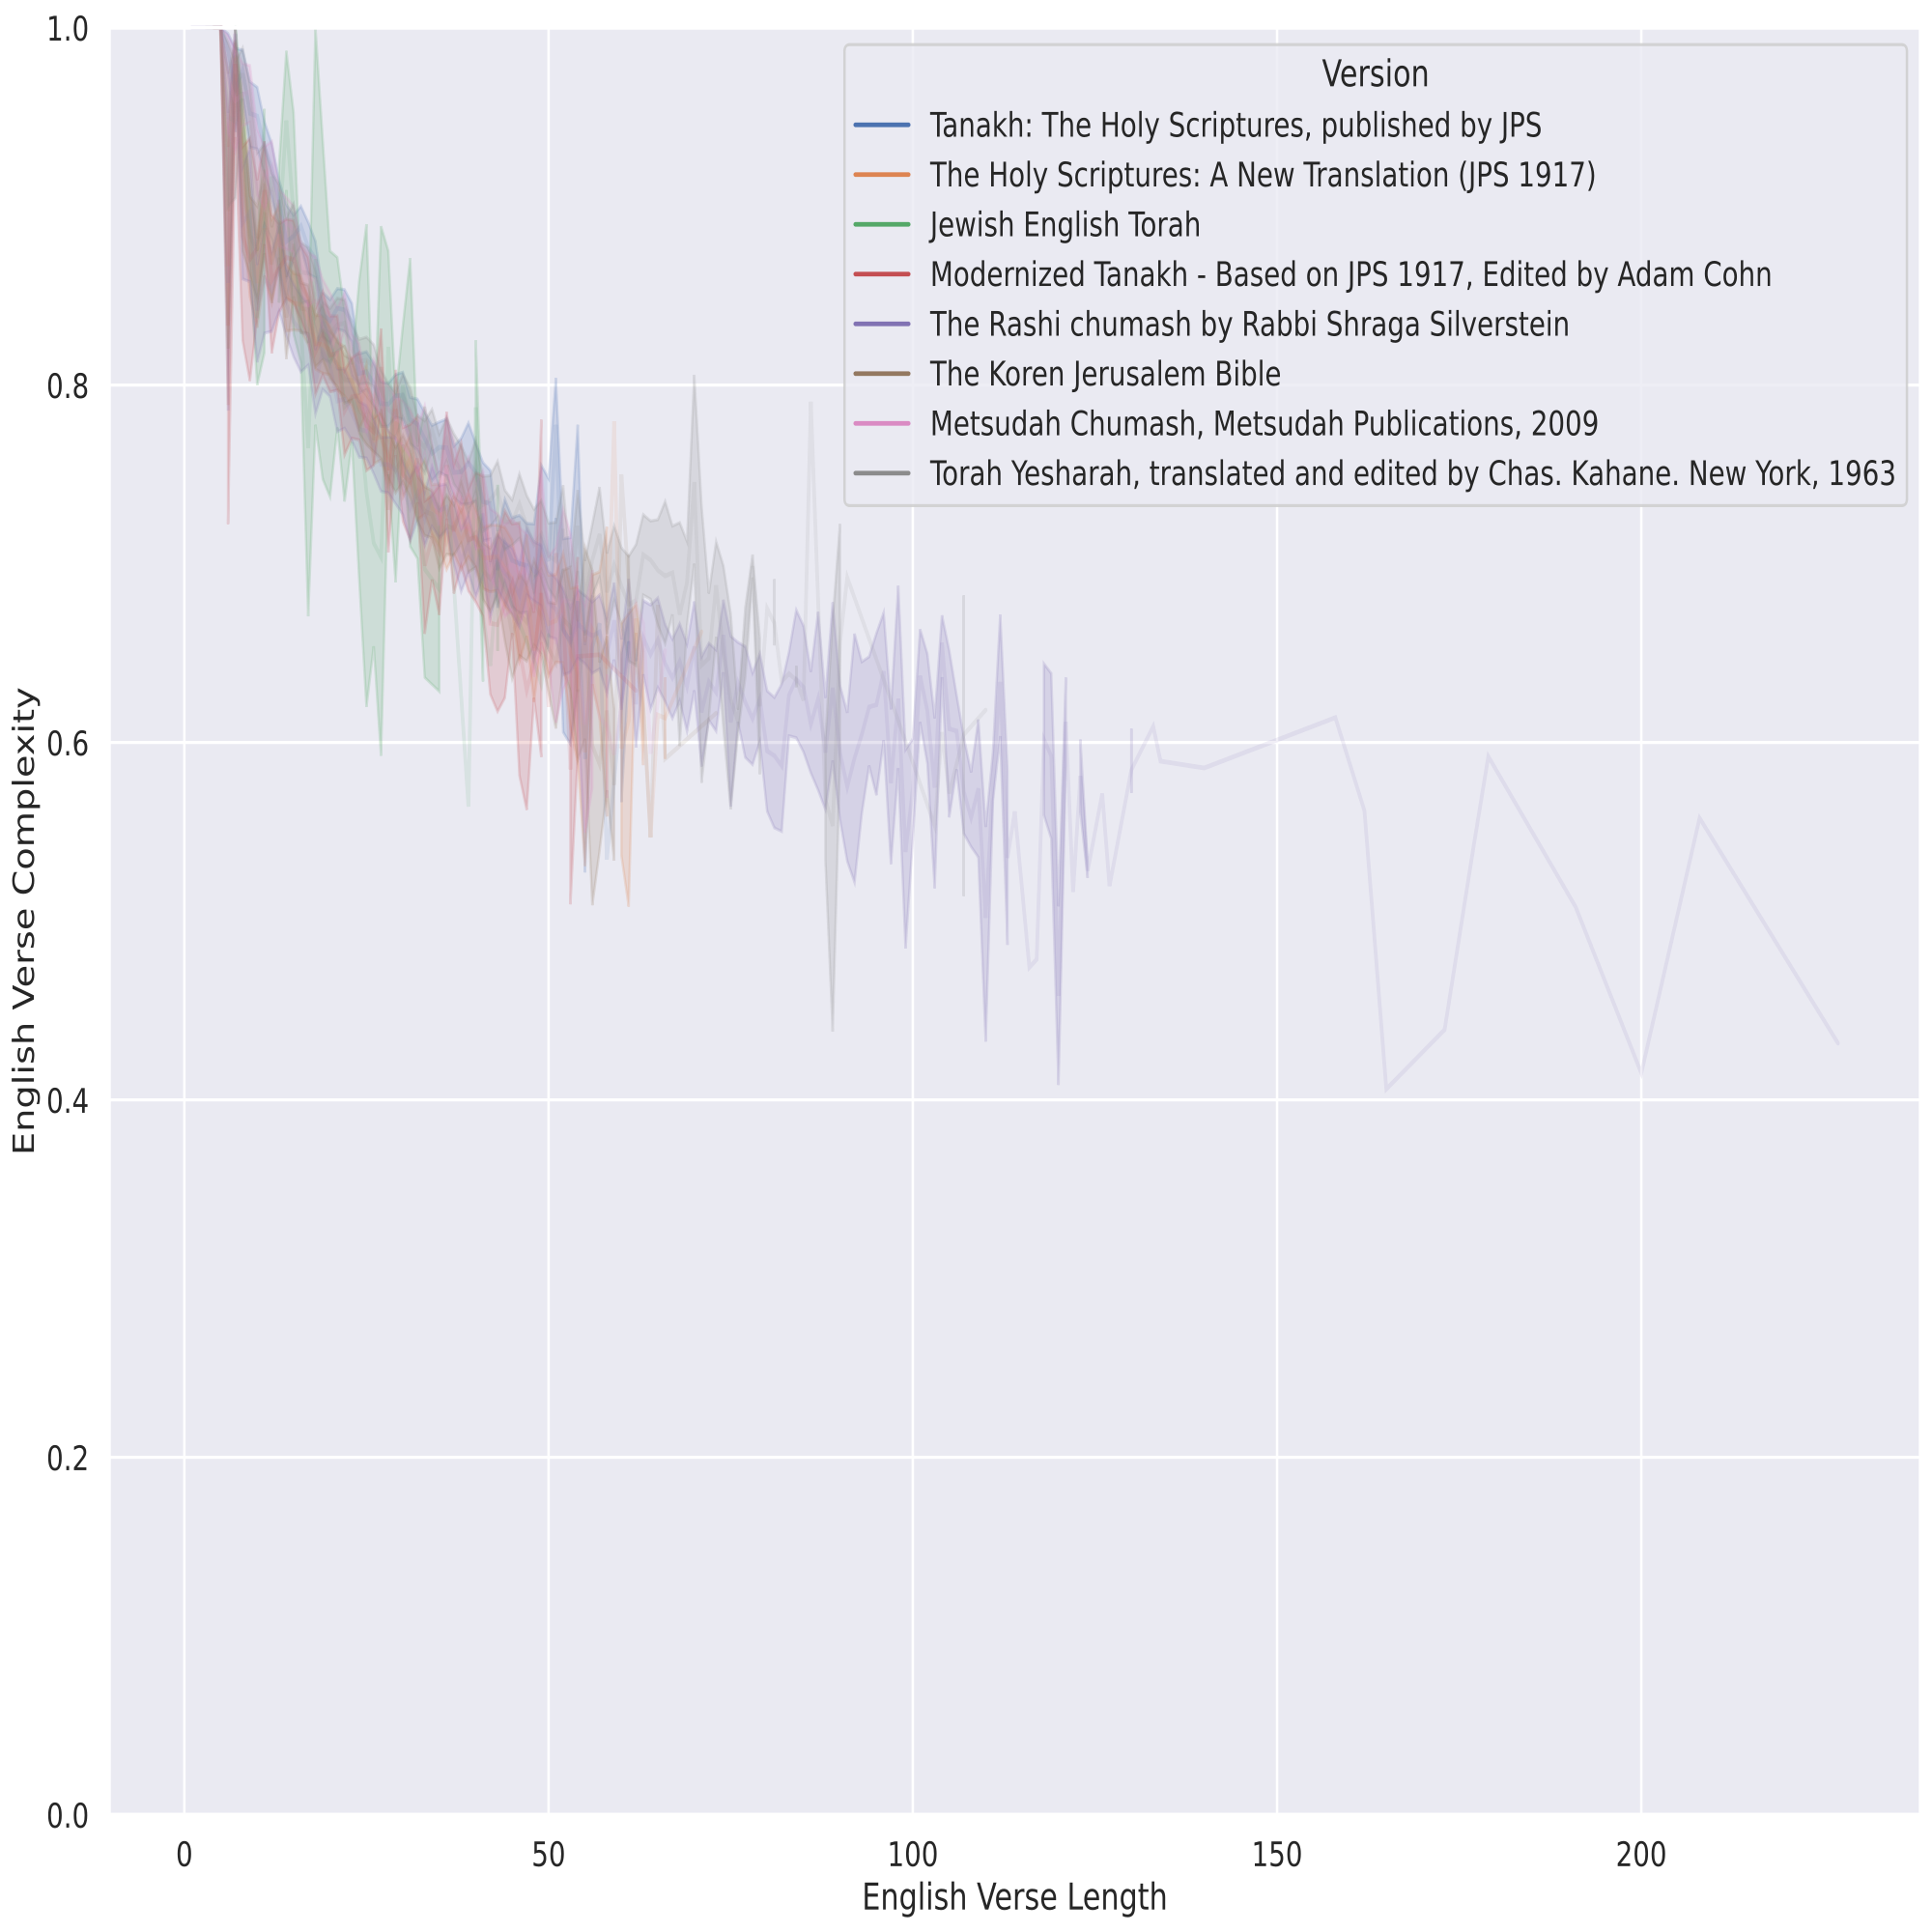 1.0
0.8
0.6
0.4
0.2
0.0
English Verse Complexity
Version
Tanakh: The Holy Scriptures, published by JPS
The Holy Scriptures: A New Translation (JPS 1917)
Jewish English Torah
Modernized Tanakh - Based on JPS 1917, Edited by Adam Cohn
The Rashi chumash by Rabbi Shraga Silverstein
The Koren Jerusalem Bible
Metsudah Chumash, Metsudah Publications, 2009
Torah Yesharah, translated and edited by Chas. Kahane. New York, 1963
0 50 100 150 200
English Verse Length